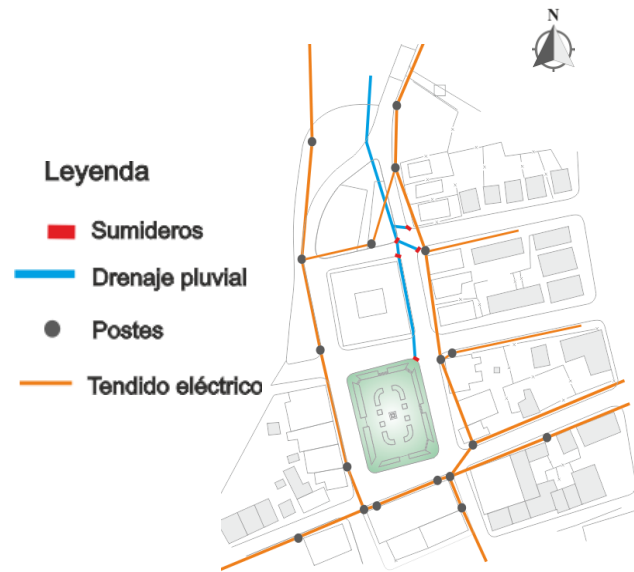 N
Leyenda
Sumideros
Drenaje pluvial
Postes
Tendido eléctrico